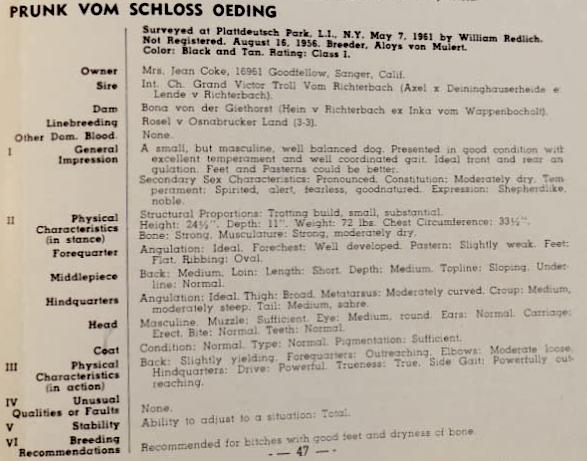 PRUNK VOM SCHLOSS OEDING
Surveyed at Plattdeutsch Park, L.I., N.Y. May 7, 1961 by William Redlich.
Not Registered. August 16, 1956. Breeder, Aloys von Mulert.
Color: Black and Tan. Rating: Class I.
Owner Mrs. Jean Coke, 16961 Goodfellow, Sanger, Calif.
Sire Int. Ch. Grand Victor Troll Vom Richterbach (Axel x Deininghauserheide e
Lende v Richterbach).
Dam Bona von der Giethorst (Hein v Richterbach ex Inka vom Wappenbocholt).
Linebreeding Rosel v Osnabrucker Land (3-3).
Other Dom. Blood. None.
I General Impression A small, but masculine, well balanced dog. Presented in good condition with
excellent temperament and well coordinated gait. Ideal front and rear an
gulation. Feet and Pasterns could be better.
Secondary Sex Characteristics: Pronounced. Constitution: Moderately dry. Tem
perament: Spirited, alert, fearless, goodnatured. Expression: Shepherdlike,
noble.
II Physical Characteristics (in stance) Structural Proportions: Trotting build, small, substantial.
Height: 24½". Depth: 11". Weight: 72 lbs. Chest Circumference: 33½".
Bone: Strong. Musculature: Strong, moderately dry.
Forequarter Angulation: Ideal. Forechest: Well developed. Pastern: Slightly weak. Feet:
Flat. Ribbing: Oval.
Middlepiece Back: Medium. Loin: Length: Short. Depth: Medium. Topline: Sloping. Under-
line: Normal.
Hindquarters Angulation: Ideal. Thigh: Broad. Metatarsus: Moderately curved. Croup: Medium,
moderately steep. Tail: Medium, sabre.
Head Masculine. Muzzle: Sufficient. Eye: Medium, round. Ears: Normal. Carriage:
Erect. Bite: Normal. Teeth: Normal.
Coat Condition: Normal. Type: Normal. Pigmentation: Sufficient.
III Physical Characteristics (in action) Back: Slightly yielding. Forequarters: Outreaching. Elbows: Moderate loose.
Hindquarters: Drive: Powerful. Trueness: True. Side Gait: Powerfully out-
reaching.
IV Unusual Qualities or Faults None.
V Stability Ability to adjust to a situation: Total.
VI Breeding Recommendations Recommended for bitches with good feet and dryness of bone.
- — 47 — -